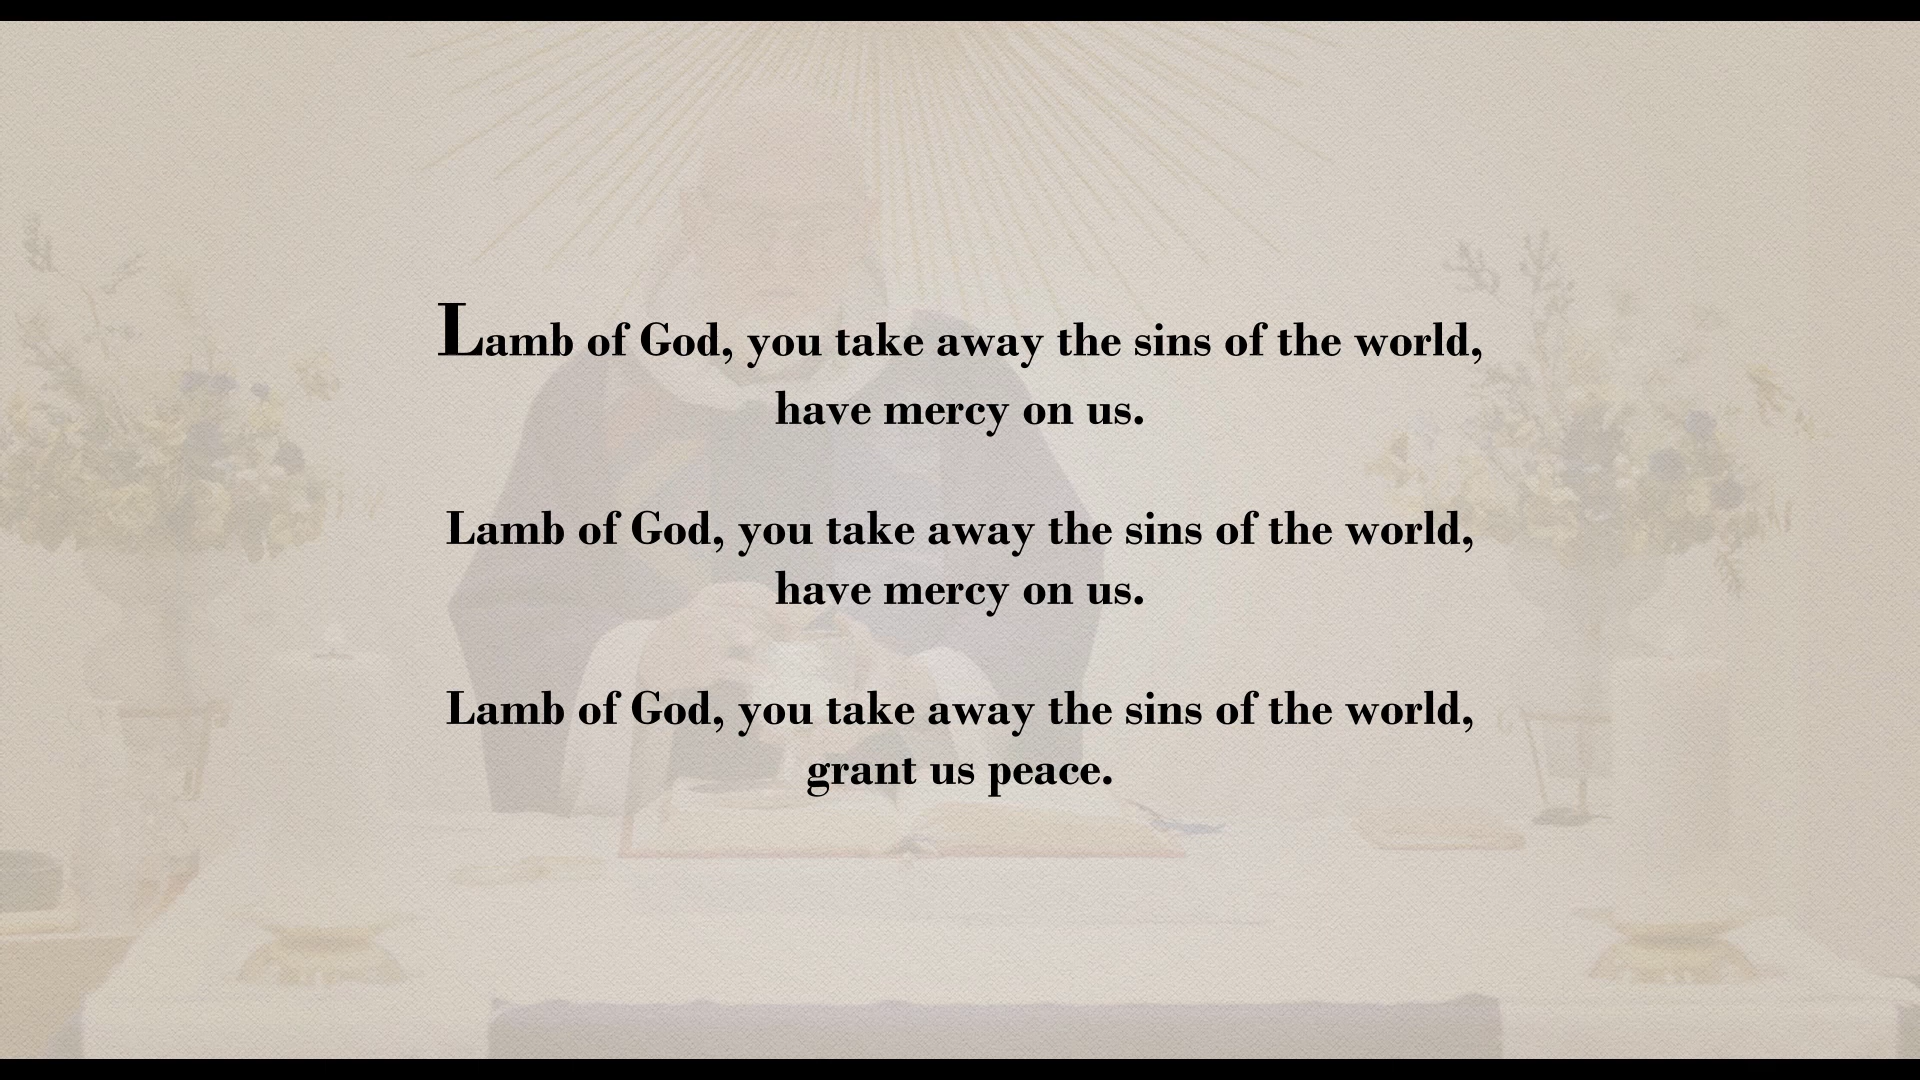 Lamb of God, you take away the sins of the world,
have mercy on us.
Lamb of God, you take away the sins of the world,
have mercy on us.
Lamb of God, you take away the sins of the world,
grant us peace.